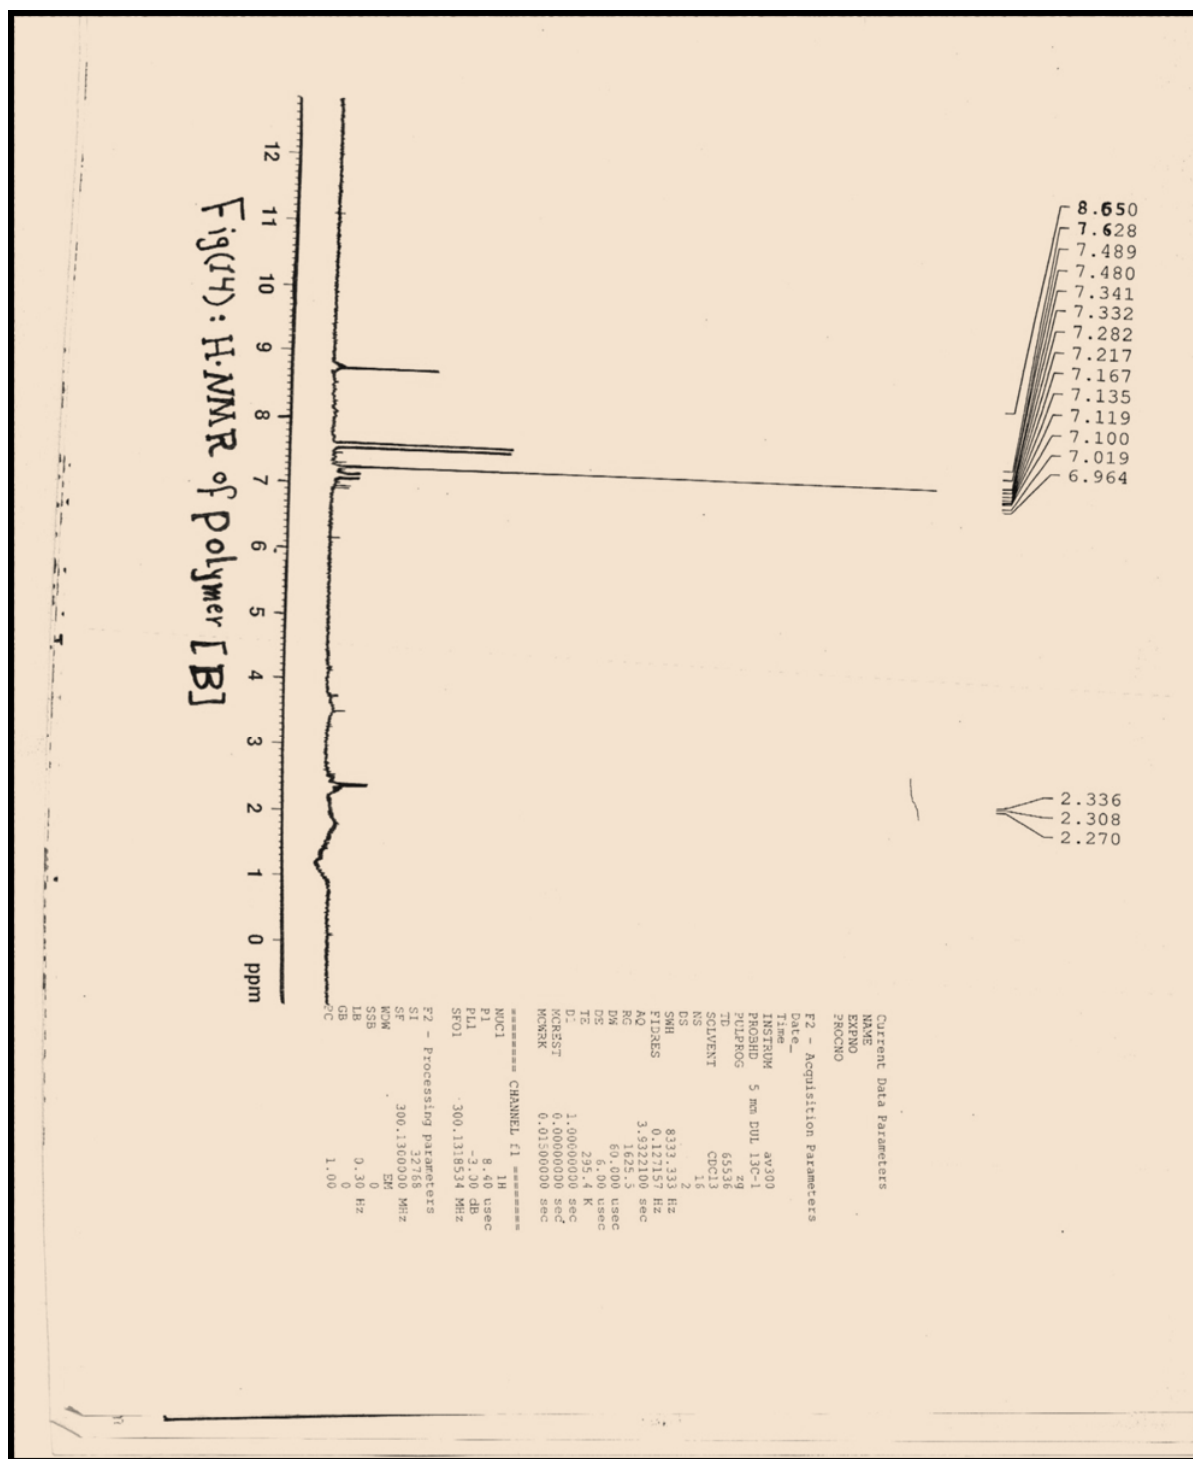 8.650
7.628
7.489
7.480
7.341
7.332
7.282
7.217
7.167
7.135
7.119
7.100
7.019
6.964
2.336
2.308
2.270
12 11 10 9 8 7 6 5 4 3 2 1 0 ppm
Fig(14): H.NMR of polymer [B]
Current Data Parameters
NAME
EXPNO
PROCNO
F2 - Acquisition Parameters
Date_
Time
INSTRUM av300
PROBHD 5 mm DUL 13C-1
PULPROG zg
TD 65536
SOLVENT CDCl3
NS 16
DS 2
SWH 8333.333 Hz
FIDRES 0.127157 Hz
AQ 3.9322100 sec
RG 1625.5
DW 60.000 usec
DE 6.00 usec
TE 295.4 K
D1 1.00000000 sec
MCREST 0.00000000 sec
MCWRK 0.01500000 sec
======== CHANNEL f1 ========
NUC1 1H
P1 8.40 usec
PL1 -3.00 dB
SFO1 300.1318534 MHz
F2 - Processing parameters
SI 32768
SF 300.1300000 MHz
WDW EM
SSB 0
LB 0.30 Hz
GB 0
PC 1.00